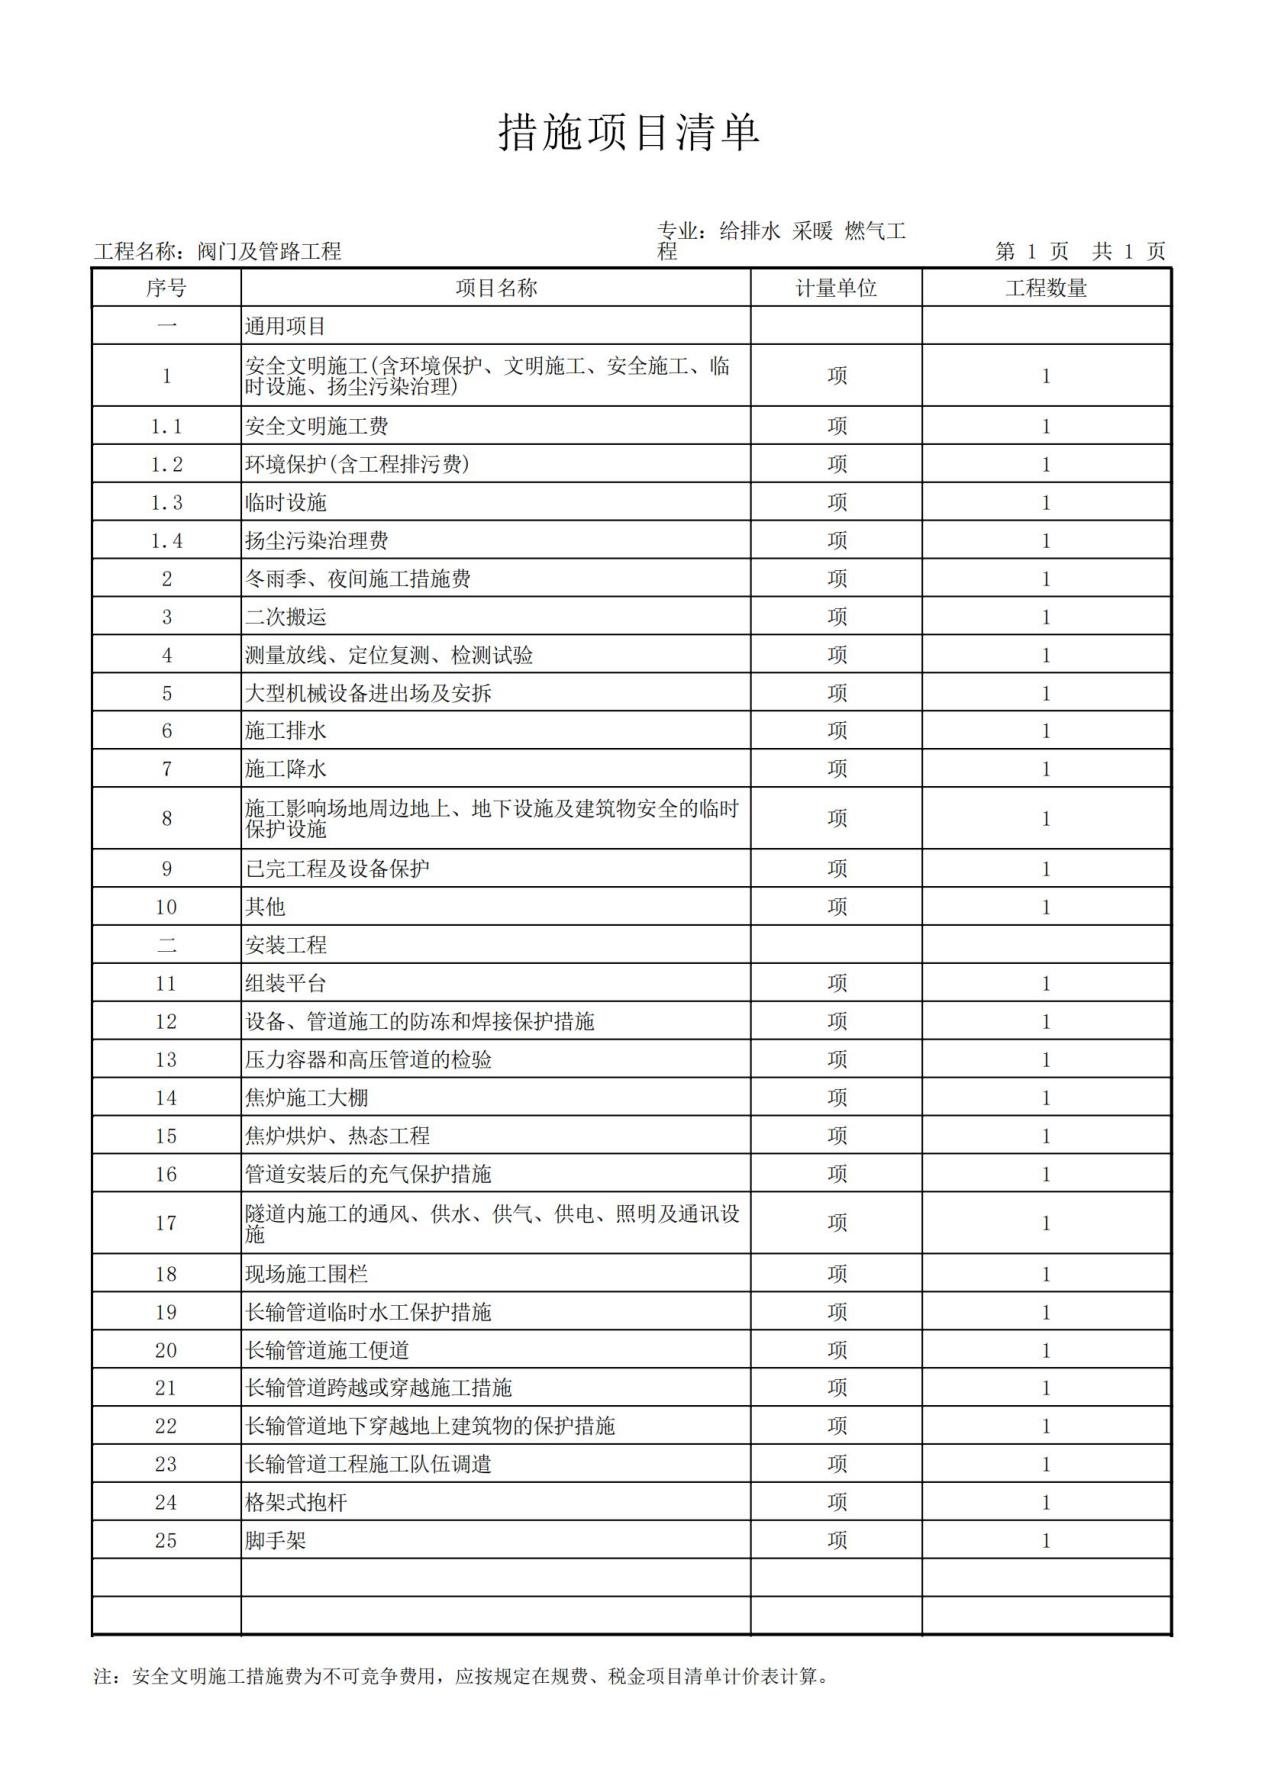 措施项目清单
专业：给排水 采暖 燃气工
工程名称：阀门及管路工程 程 第 1 页 共 1 页
序号 项目名称 计量单位 工程数量
一 通用项目
1 安全文明施工(含环境保护、文明施工、安全施工、临 项 1
时设施、扬尘污染治理)
1.1 安全文明施工费 项 1
1.2 环境保护(含工程排污费) 项 1
1.3 临时设施 项 1
1.4 扬尘污染治理费 项 1
2 冬雨季、夜间施工措施费 项 1
3 二次搬运 项 1
4 测量放线、定位复测、检测试验 项 1
5 大型机械设备进出场及安拆 项 1
6 施工排水 项 1
7 施工降水 项 1
8 施工影响场地周边地上、地下设施及建筑物安全的临时 项 1
保护设施
9 已完工程及设备保护 项 1
10 其他 项 1
二 安装工程
11 组装平台 项 1
12 设备、管道施工的防冻和焊接保护措施 项 1
13 压力容器和高压管道的检验 项 1
14 焦炉施工大棚 项 1
15 焦炉烘炉、热态工程 项 1
16 管道安装后的充气保护措施 项 1
17 隧道内施工的通风、供水、供气、供电、照明及通讯设 项 1
施
18 现场施工围栏 项 1
19 长输管道临时水工保护措施 项 1
20 长输管道施工便道 项 1
21 长输管道跨越或穿越施工措施 项 1
22 长输管道地下穿越地上建筑物的保护措施 项 1
23 长输管道工程施工队伍调遣 项 1
24 格架式抱杆 项 1
25 脚手架 项 1
注：安全文明施工措施费为不可竞争费用，应按规定在规费、税金项目清单计价表计算。